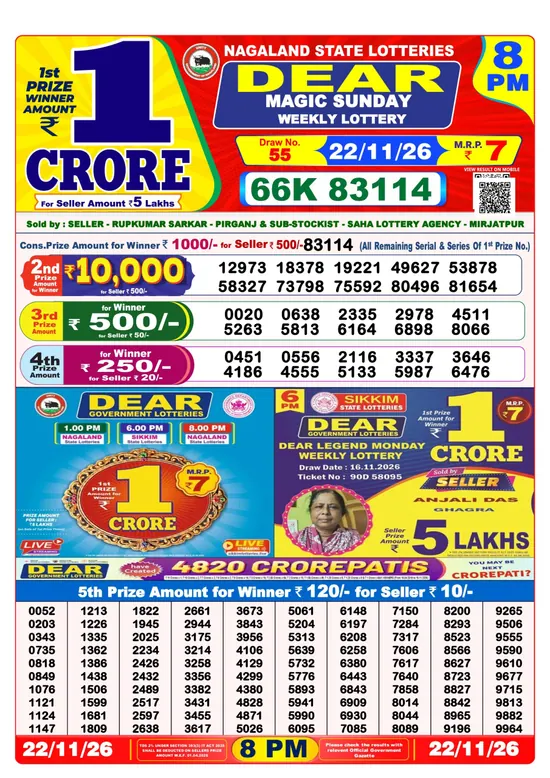 1st
PRIZE
WINNER
AMOUNT
₹
1
CRORE
For Seller Amount ₹5 Lakhs
NAGALAND STATE LOTTERIES
DEAR
MAGIC SUNDAY
WEEKLY LOTTERY
8
PM
Draw No.
55
22/11/26
M.R.P.
₹ 7
VIEW RESULT ON MOBILE
66K 83114
Sold by : SELLER - RUPKUMAR SARKAR - PIRGANJ & SUB-STOCKIST - SAHA LOTTERY AGENCY - MIRJATPUR
Cons.Prize Amount for Winner ₹ 1000/- for Seller ₹ 500/- 83114 (All Remaining Serial & Series Of 1st Prize No.)
2nd
Prize
Amount
for Winner
₹10,000
for Seller ₹ 500/-
12973 18378 19221 49627 53878
58327 73798 75592 80496 81654
3rd
Prize
Amount
for Winner
₹ 500/-
for Seller ₹ 50/-
0020 0638 2335 2978 4511
5263 5813 6164 6898 8066
4th
Prize
Amount
for Winner
₹ 250/-
for Seller ₹ 20/-
0451 0556 2116 3337 3646
4186 4555 5133 5987 6476
DEAR
GOVERNMENT LOTTERIES
1.00 PM 6.00 PM 8.00 PM
NAGALAND SIKKIM NAGALAND
State Lotteries State Lotteries State Lotteries
1st
PRIZE
Amount for
Winner
₹
1
CRORE
M.R.P.
₹7
PRIZE AMOUNT
FOR SELLER :
LIVE
LIVE
6
PM
SIKKIM
STATE LOTTERIES
DEAR
GOVERNMENT LOTTERIES
DEAR LEGEND MONDAY
WEEKLY LOTTERY
Draw Date : 16.11.2026
Ticket No : 90D 58095
1st Prize
Amount for
Winner
₹
1
CRORE
M.R.P.
₹7
Sold by
SELLER
ANJALI DAS
GHAGRA
Seller
Prize
Amount
₹
5 LAKHS
DEAR
GOVERNMENT LOTTERIES
have
Created
4820 CROREPATIS
YOU MAY BE
NEXT
CROREPATI?
5th Prize Amount for Winner ₹ 120/- for Seller ₹ 10/-
0052 1213 1822 2661 3673 5061 6148 7150 8200 9265
0203 1226 1945 2944 3843 5204 6197 7284 8293 9506
0343 1335 2025 3175 3956 5313 6208 7317 8523 9555
0735 1362 2234 3214 4106 5639 6258 7606 8566 9590
0818 1386 2426 3258 4129 5732 6380 7617 8627 9610
0849 1438 2432 3356 4299 5776 6443 7640 8723 9677
1076 1506 2489 3382 4380 5893 6843 7858 8827 9715
1121 1599 2517 3431 4828 5941 6909 8014 8842 9813
1124 1681 2597 3455 4871 5990 6930 8044 8965 9882
1147 1809 2638 3617 5026 6095 7085 8089 9196 9964
22/11/26
8 PM
Please check the results with
relevant Official Government
Gazette
22/11/26